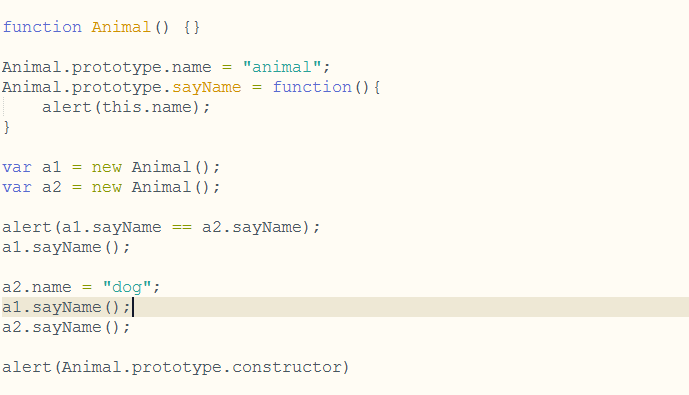 function Animal() {}
Animal.prototype.name = "animal";
Animal.prototype.sayName = function(){
    alert(this.name);
}
var a1 = new Animal();
var a2 = new Animal();
alert(a1.sayName == a2.sayName);
a1.sayName();
a2.name = "dog";
a1.sayName();
a2.sayName();
alert(Animal.prototype.constructor)